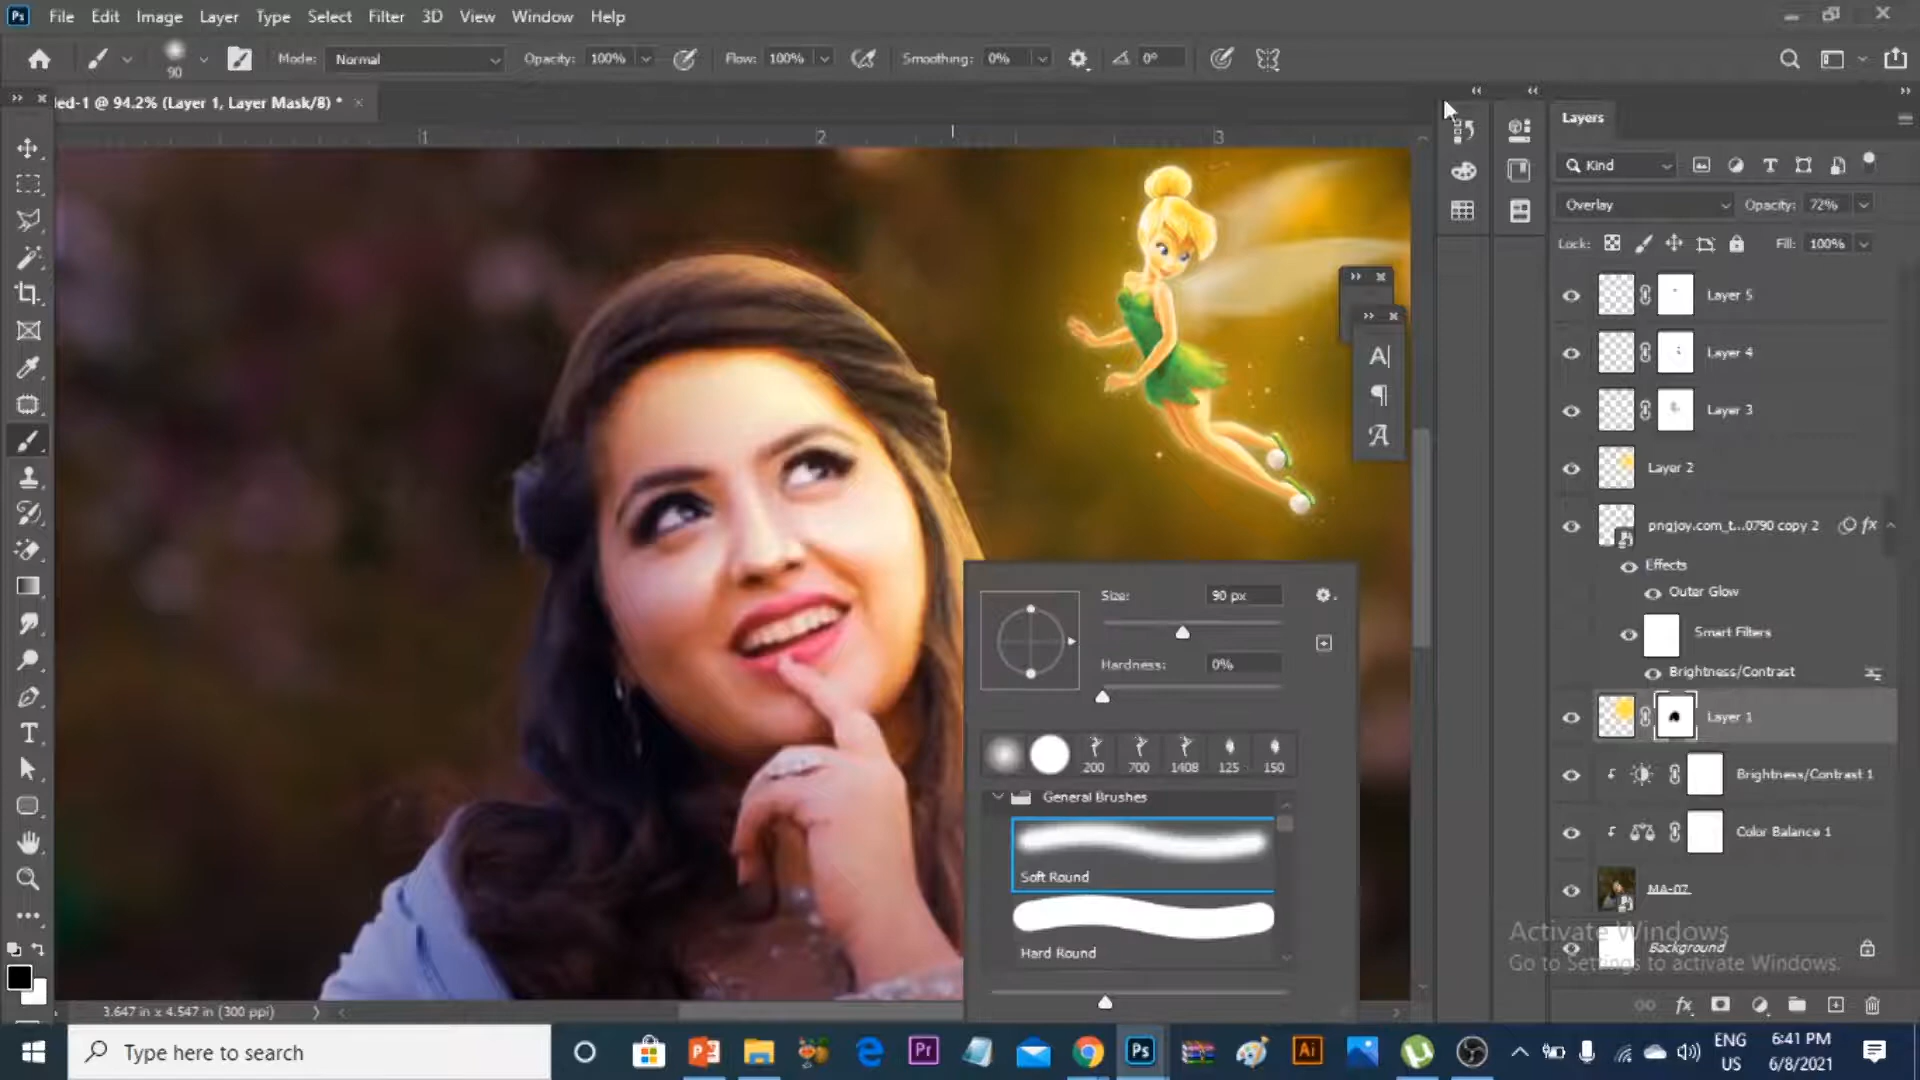 Ps File Edit Image Layer Type Select Filter 3D View Window Help
90 Mode: Normal Opacity: 100% Flow: 100% Smoothing: 0% 0°
led-1 @ 94.2% (Layer 1, Layer Mask/8) * ×
1 2 3
Layers
Kind
Overlay Opacity: 72%
Lock: Fill: 100%
Layer 5
Layer 4
Layer 3
Layer 2
pngjoy.com_t...0790 copy 2 fx
Effects
Outer Glow
Smart Filters
Brightness/Contrast
Layer 1
Brightness/Contrast 1
Color Balance 1
MA-07
Background
Size: 90 px
Hardness: 0%
200 700 1408 125 150
General Brushes
Soft Round
Hard Round
Activate Windows
Go to Settings to activate Windows.
3.647 in x 4.547 in (300 ppi)
Type here to search
Pr Ps Ai
ENG
US
6:41 PM
6/8/2021